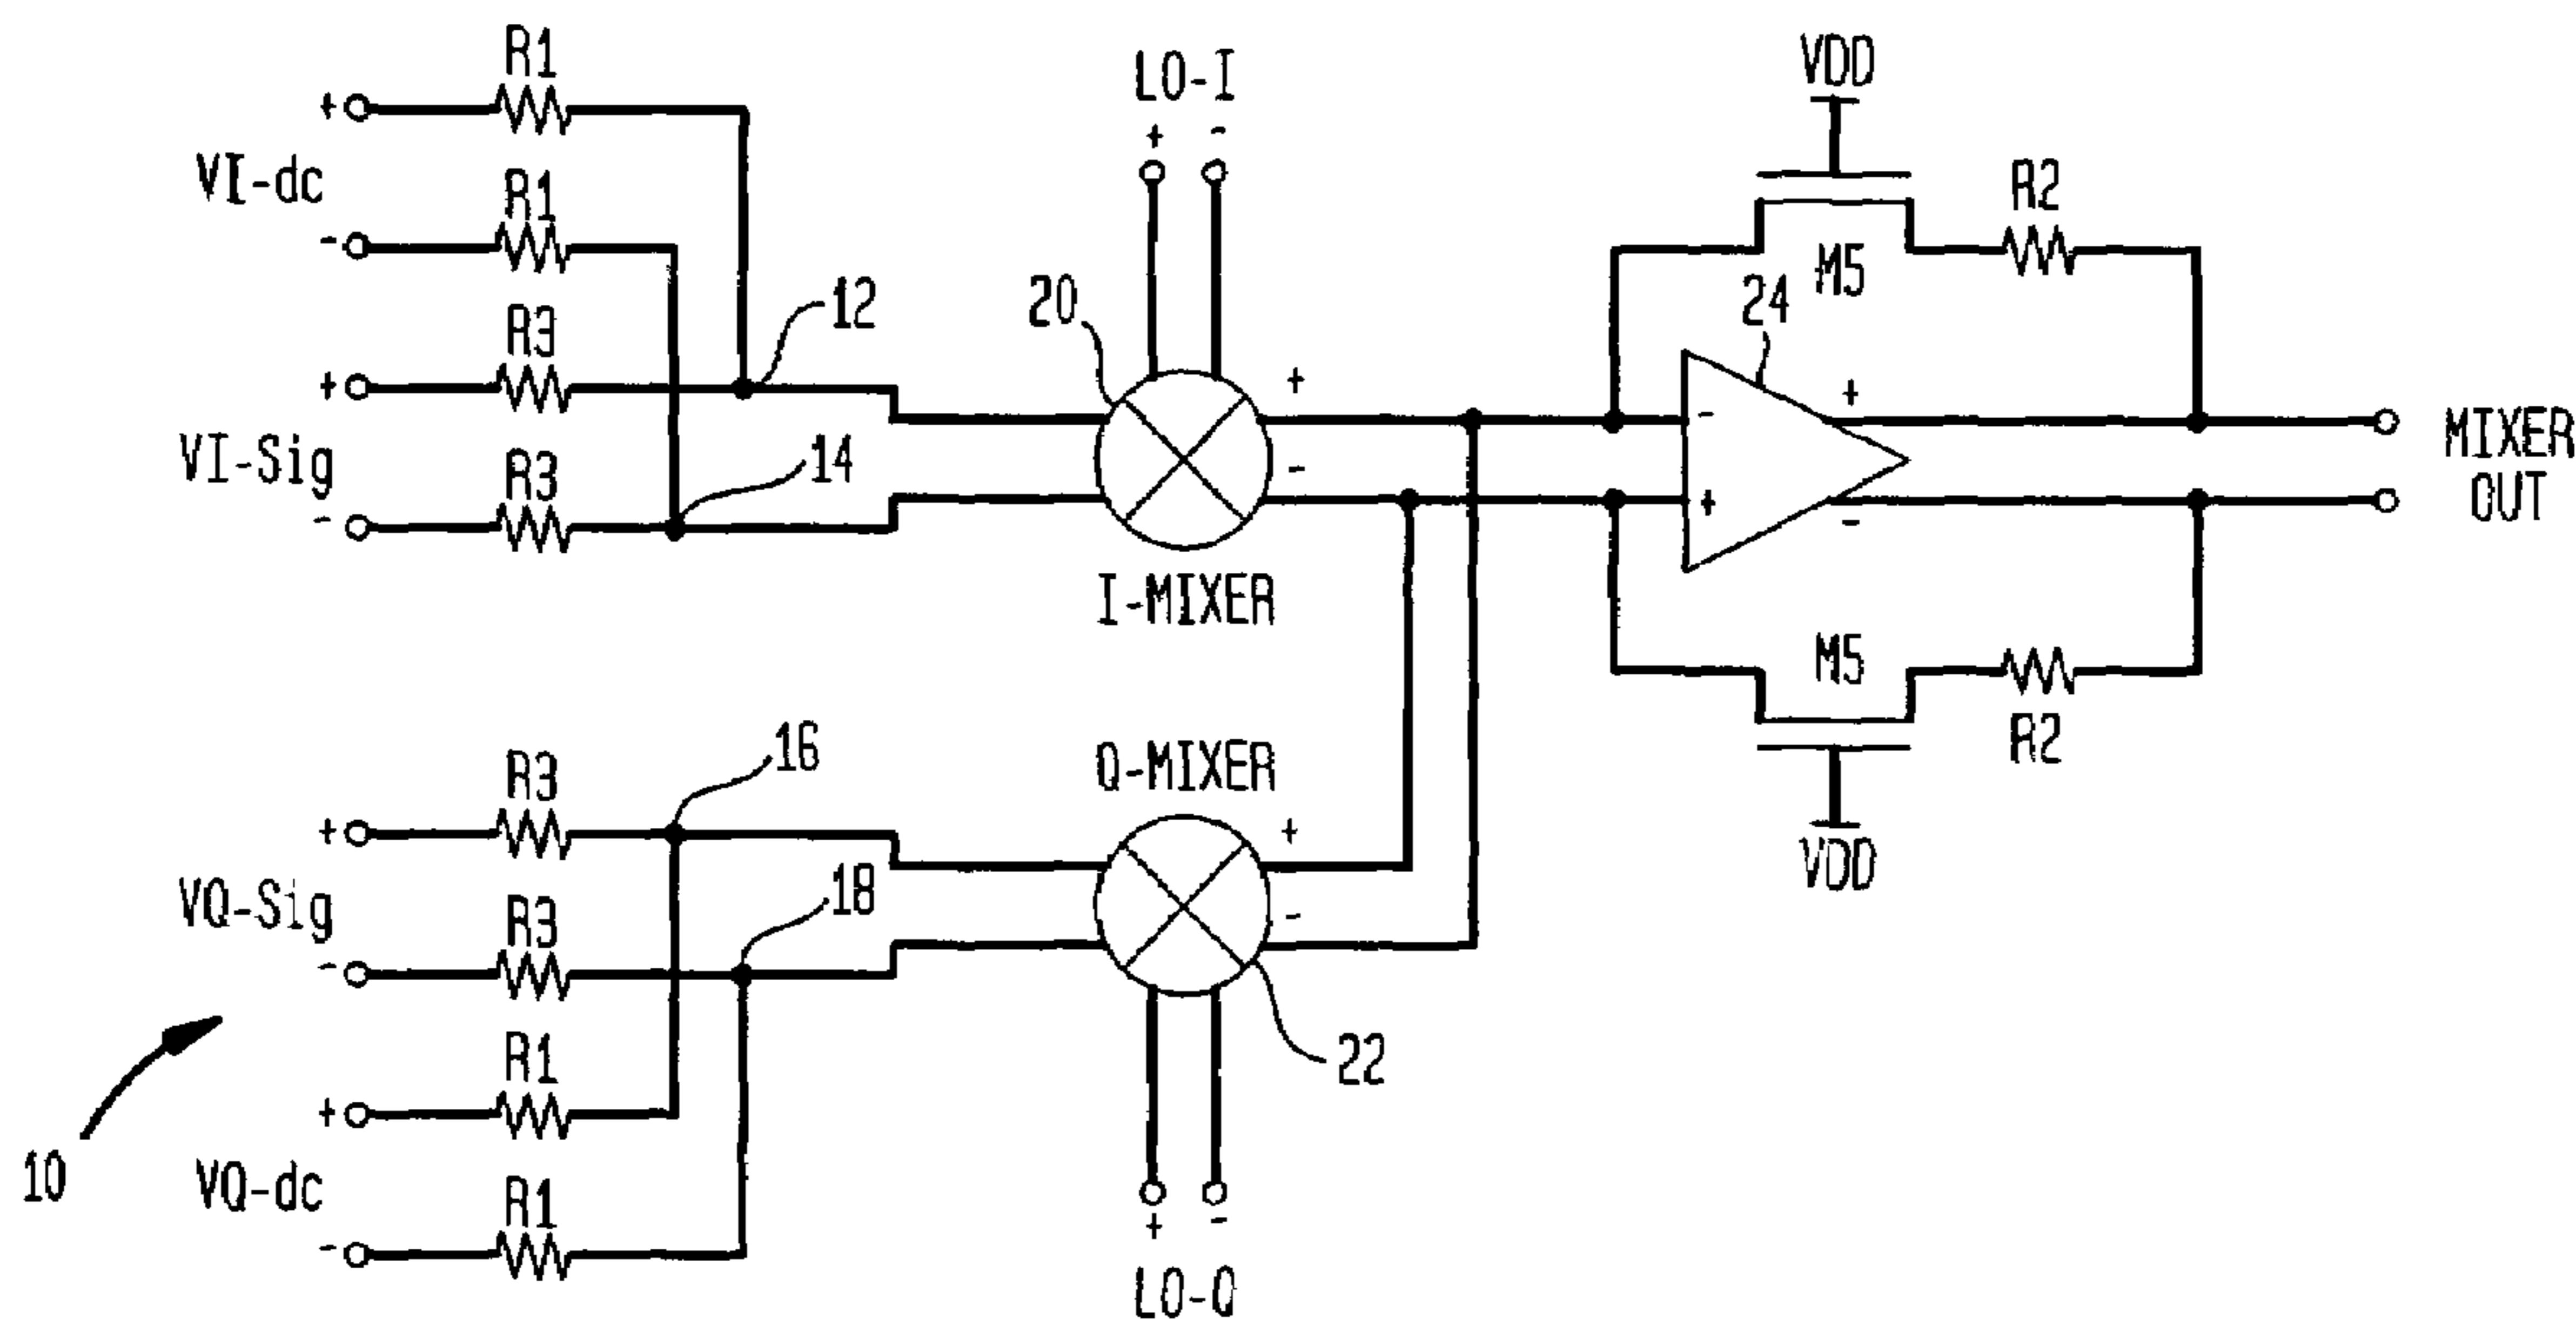 R1
+
VI-dc
R1
-
R3
+
VI-Sig
R3
-
12
14
LO-I
+ -
20
+
-
I-MIXER
VDD
M5
R2
24
-
+
+
-
MIXER
OUT
M5
R2
VDD
R3
+
16
VQ-Sig
R3
-
18
R1
+
VQ-dc
R1
-
10
Q-MIXER
+
-
22
+ -
LO-Q